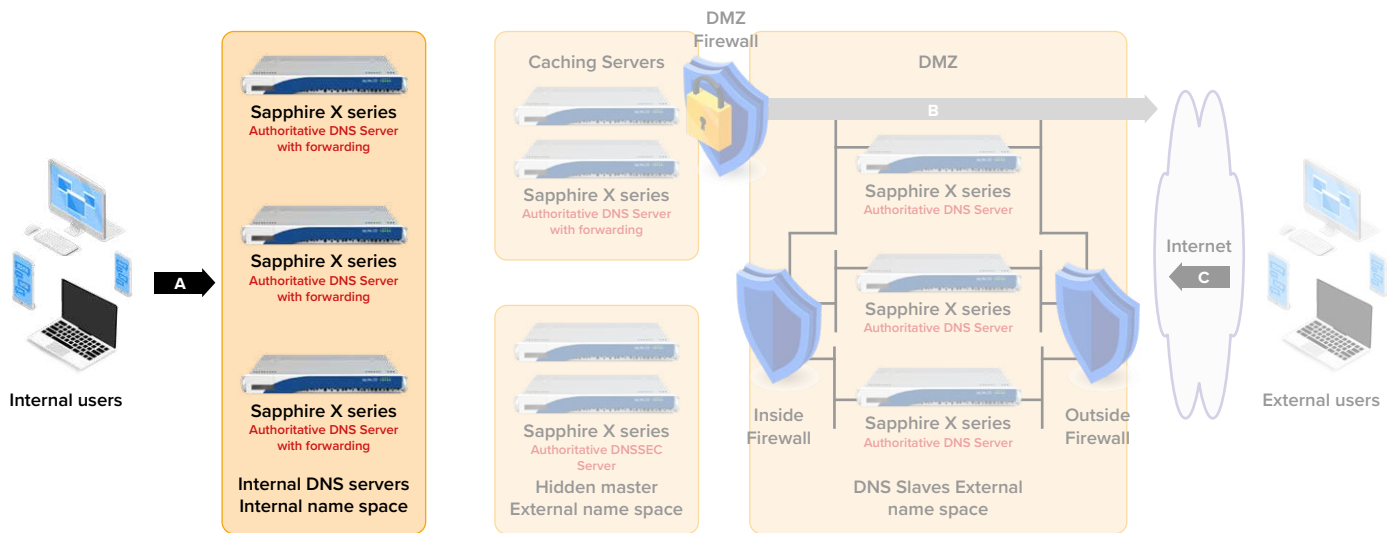 Sapphire X series
Authoritative DNS Server
with forwarding
Sapphire X series
Authoritative DNS Server
with forwarding
Sapphire X series
Authoritative DNS Server
with forwarding
Internal DNS servers
Internal name space
Internal users
A
Caching Servers
Sapphire X series
Authoritative DNS Server
with forwarding
Sapphire X series
Authoritative DNSSEC
Server
Hidden master
External name space
DMZ
Firewall
DMZ
B
Sapphire X series
Authoritative DNS Server
Sapphire X series
Authoritative DNS Server
Sapphire X series
Authoritative DNS Server
Inside
Firewall
Outside
Firewall
DNS Slaves External
name space
Internet
C
External users